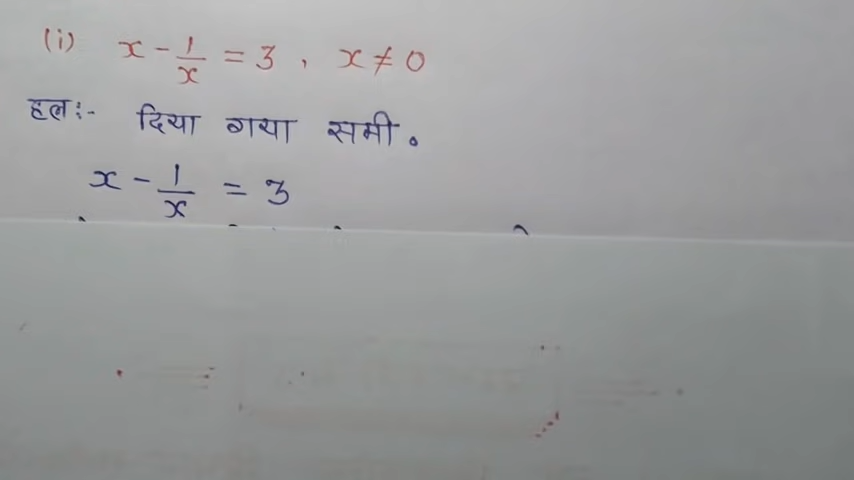 (i) x - 1/x = 3 , x ≠ 0
हल:- दिया गया समी.
x - 1/x = 3